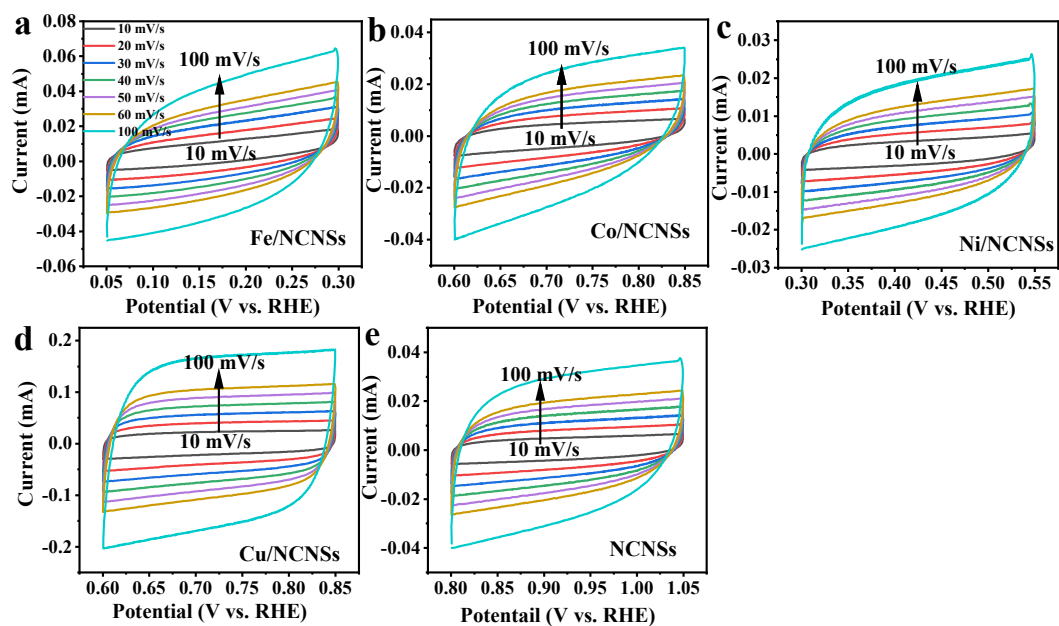 a
0.08
0.06
0.04
0.02
0.00
-0.02
-0.04
-0.06
Current (mA)
10 mV/s
20 mV/s
30 mV/s
40 mV/s
50 mV/s
60 mV/s
100 mV/s
100 mV/s
10 mV/s
Fe/NCNSs
0.05 0.10 0.15 0.20 0.25 0.30
Potential (V vs. RHE)
b
0.04
0.02
0.00
-0.02
-0.04
Current (mA)
100 mV/s
10 mV/s
Co/NCNSs
0.60 0.65 0.70 0.75 0.80 0.85
Potential (V vs. RHE)
c
0.03
0.02
0.01
0.00
-0.01
-0.02
-0.03
Current (mA)
100 mV/s
10 mV/s
Ni/NCNSs
0.30 0.35 0.40 0.45 0.50 0.55
Potentail (V vs. RHE)
d
0.2
0.1
0.0
-0.1
-0.2
Current (mA)
100 mV/s
10 mV/s
Cu/NCNSs
0.60 0.65 0.70 0.75 0.80 0.85
Potential (V vs. RHE)
e
0.04
0.02
0.00
-0.02
-0.04
Current (mA)
100 mV/s
10 mV/s
NCNSs
0.80 0.85 0.90 0.95 1.00 1.05
Potentail (V vs. RHE)